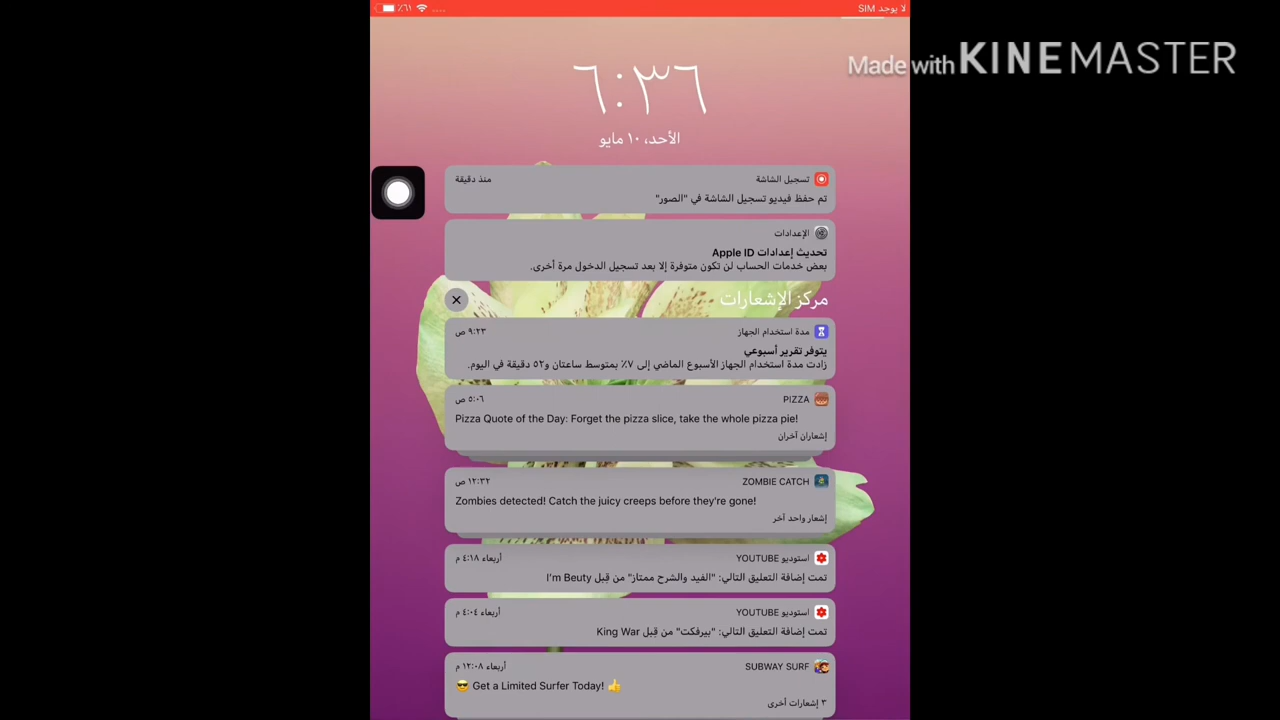 لا يوجد SIM
٦١٪
Made with KINEMASTER
٦:٣٦
الأحد، ١٠ مايو
تسجيل الشاشة
منذ دقيقة
تم حفظ فيديو تسجيل الشاشة في "الصور"
الإعدادات
تحديث إعدادات Apple ID
بعض خدمات الحساب لن تكون متوفرة إلا بعد تسجيل الدخول مرة أخرى.
مركز الإشعارات
مدة استخدام الجهاز
٩:٢٣ ص
يتوفر تقرير أسبوعي
زادت مدة استخدام الجهاز الأسبوع الماضي إلى ٧٪ بمتوسط ساعتان و٥٢ دقيقة في اليوم.
PIZZA
٥:٠٦ ص
Pizza Quote of the Day: Forget the pizza slice, take the whole pizza pie!
إشعاران آخران
ZOMBIE CATCH
١٢:٣٢ ص
Zombies detected! Catch the juicy creeps before they're gone!
إشعار واحد آخر
استوديو YOUTUBE
أربعاء ٤:١٨ م
تمت إضافة التعليق التالي: "الفيد والشرح ممتاز" من قِبل I'm Beuty
استوديو YOUTUBE
أربعاء ٤:٠٤ م
تمت إضافة التعليق التالي: "بيرفكت" من قِبل King War
SUBWAY SURF
أربعاء ١٢:٠٨ م
😎 Get a Limited Surfer Today! 👍
٣ إشعارات أخرى